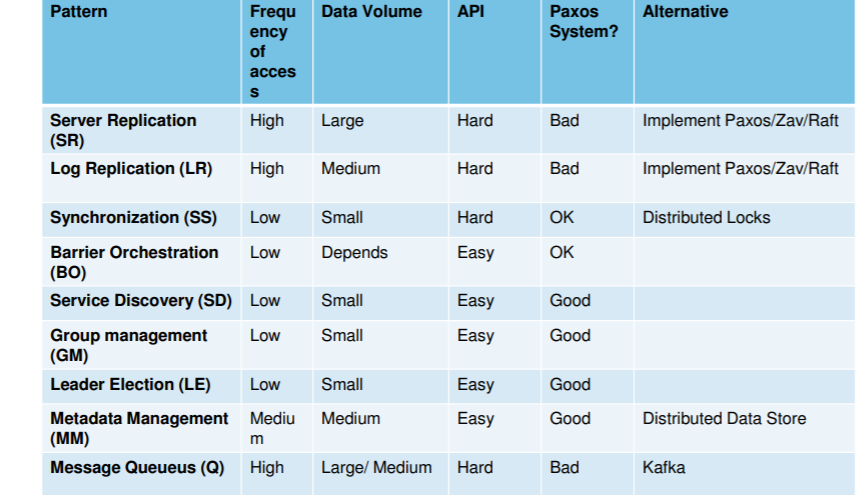 Pattern Frequ Data Volume API Paxos Alternative
ency System?
of
acces
s
Server Replication High Large Hard Bad Implement Paxos/Zav/Raft
(SR)
Log Replication (LR) High Medium Hard Bad Implement Paxos/Zav/Raft
Synchronization (SS) Low Small Hard OK Distributed Locks
Barrier Orchestration Low Depends Easy OK
(BO)
Service Discovery (SD) Low Small Easy Good
Group management Low Small Easy Good
(GM)
Leader Election (LE) Low Small Easy Good
Metadata Management Mediu Medium Easy Good Distributed Data Store
(MM) m
Message Queueus (Q) High Large/ Medium Hard Bad Kafka